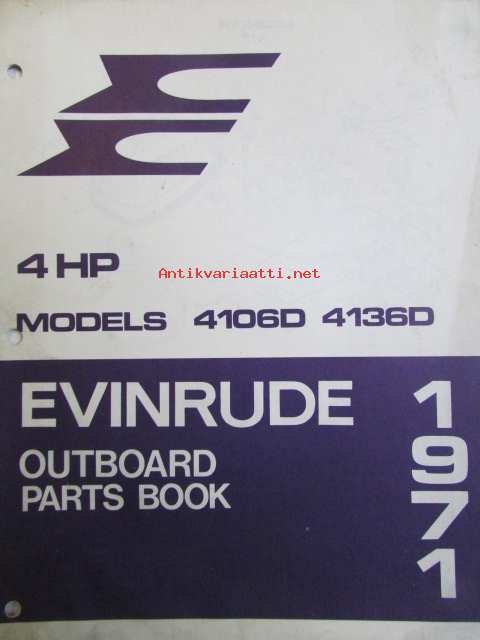 4 HP
Antikvariaatti.net
MODELS 4106D 4136D
EVINRUDE
OUTBOARD
PARTS BOOK
1971